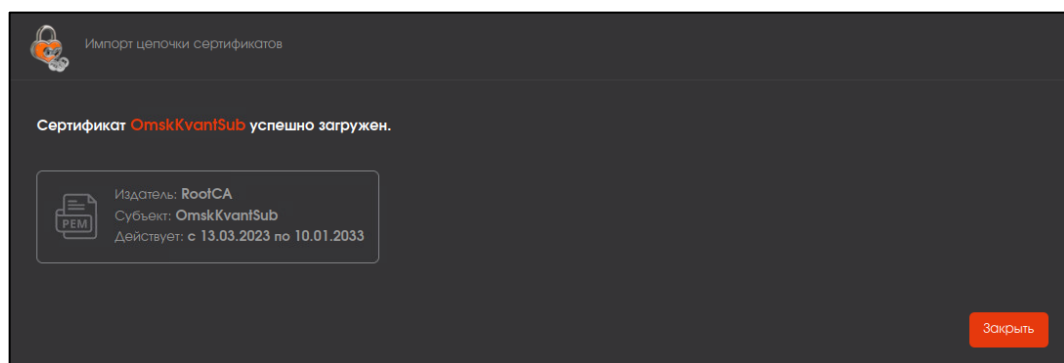 Импорт цепочки сертификатов
Сертификат OmskKvantSub успешно загружен.
PEM
Издатель: RootCA
Субъект: OmskKvantSub
Действует: с 13.03.2023 по 10.01.2033
Закрыть